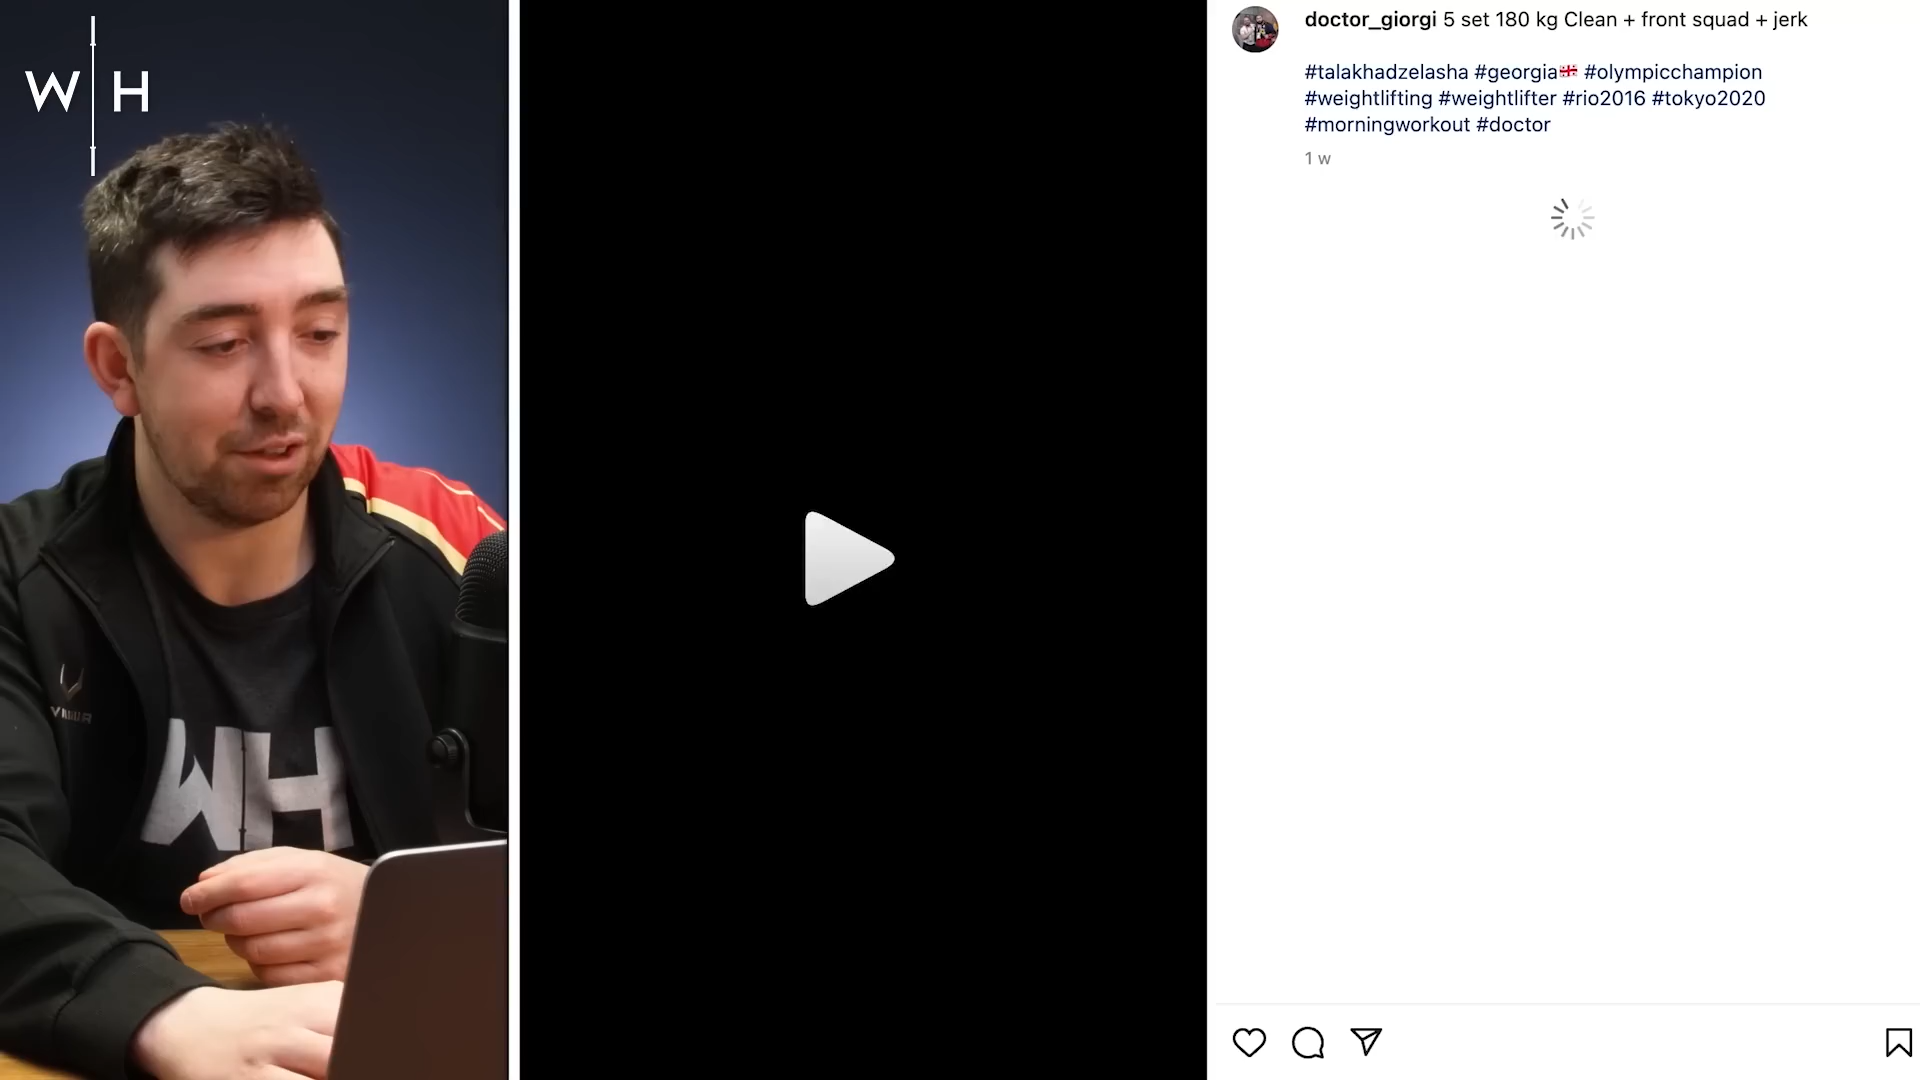 W H
doctor_giorgi 5 set 180 kg Clean + front squad + jerk
#talakhadzelasha #georgia🇬🇪 #olympicchampion
#weightlifting #weightlifter #rio2016 #tokyo2020
#morningworkout #doctor
1 w
WH